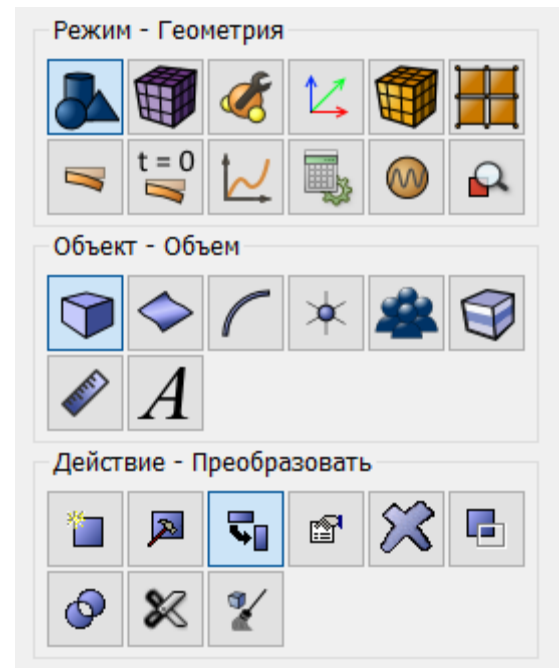 Режим - Геометрия
t = 0
Объект - Объем
A
Действие - Преобразовать